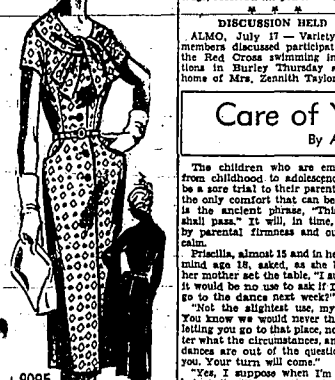 DISCUSSION HELD
ALMO, July 17 — Variety
members discussed participat
the Red Cross swimming in
tions in Burley Thursday
home of Mrs. Zennith Taylor
Care of
By A
The children who are em
from childhood to adolescenc
be a sore trial to their parent
the only comfort that can be
is the ancient phrase, "This
shall pass." It will, in time,
by parental firmness and ou
calm.
Priscilla, almost 15 and in he
mind age 18, asked, as she
her mother set the table, "I su
it would be no use to ask if I
go to the dance next week?"
"Not the slightest use, my
You know we would never th
letting you go to that place, no
ter what the circumstances, an
dances are out of the questi
you. Your turn will come."
"Yes, I suppose when I'm
9095